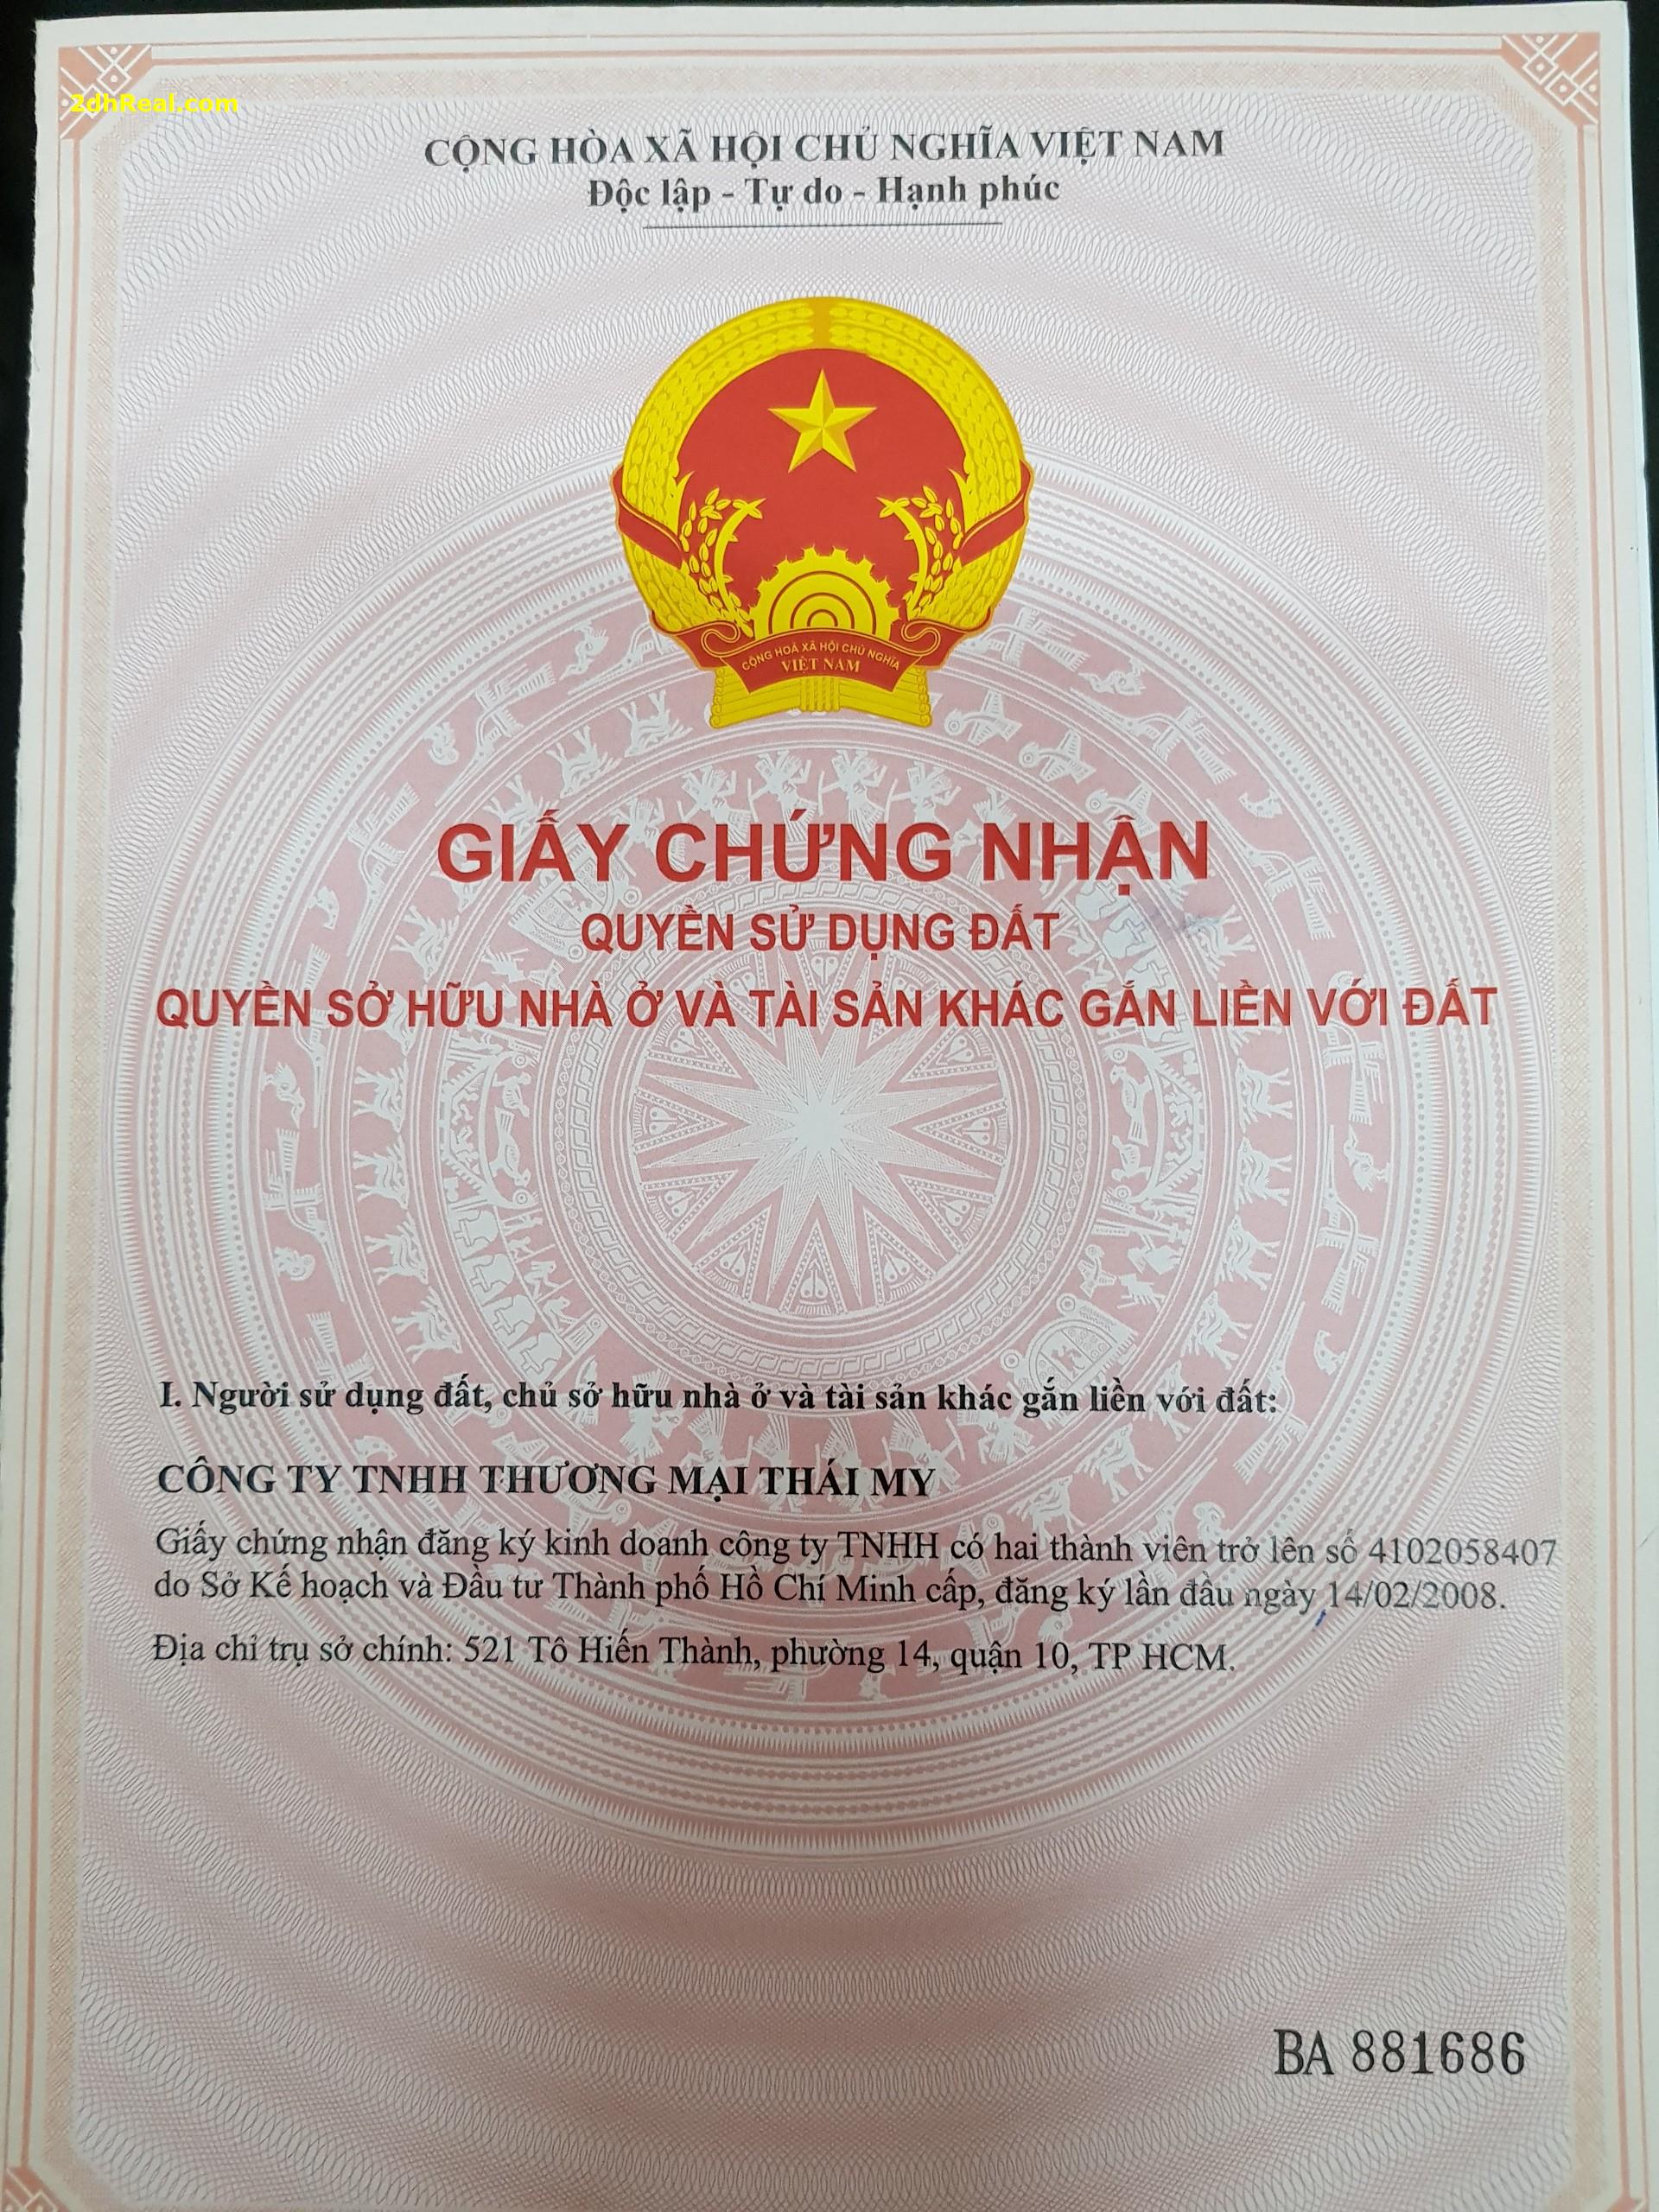 2dhReal.com
CỘNG HÒA XÃ HỘI CHỦ NGHĨA VIỆT NAM
Độc lập - Tự do - Hạnh phúc
CỘNG HOÀ XÃ HỘI CHỦ NGHĨA
VIỆT NAM
GIẤY CHỨNG NHẬN
QUYỀN SỬ DỤNG ĐẤT
QUYỀN SỞ HỮU NHÀ Ở VÀ TÀI SẢN KHÁC GẮN LIỀN VỚI ĐẤT
I. Người sử dụng đất, chủ sở hữu nhà ở và tài sản khác gắn liền với đất:
CÔNG TY TNHH THƯƠNG MẠI THÁI MY
Giấy chứng nhận đăng ký kinh doanh công ty TNHH có hai thành viên trở lên số 4102058407
do Sở Kế hoạch và Đầu tư Thành phố Hồ Chí Minh cấp, đăng ký lần đầu ngày 14/02/2008.
Địa chỉ trụ sở chính: 521 Tô Hiến Thành, phường 14, quận 10, TP HCM.
BA 881686